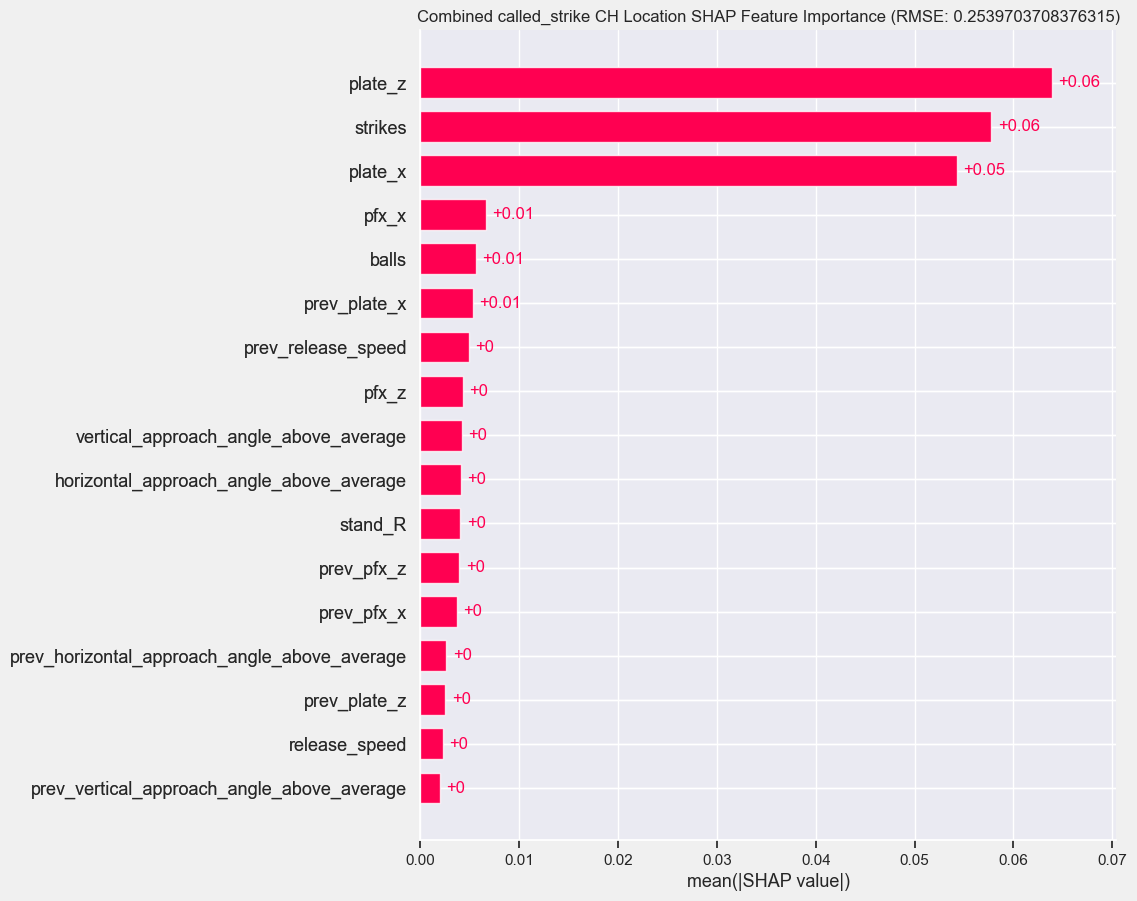 Combined called_strike CH Location SHAP Feature Importance (RMSE: 0.2539703708376315)
plate_z +0.06
strikes +0.06
plate_x +0.05
pfx_x +0.01
balls +0.01
prev_plate_x +0.01
prev_release_speed +0
pfx_z +0
vertical_approach_angle_above_average +0
horizontal_approach_angle_above_average +0
stand_R +0
prev_pfx_z +0
prev_pfx_x +0
prev_horizontal_approach_angle_above_average +0
prev_plate_z +0
release_speed +0
prev_vertical_approach_angle_above_average +0
0.00 0.01 0.02 0.03 0.04 0.05 0.06 0.07
mean(|SHAP value|)